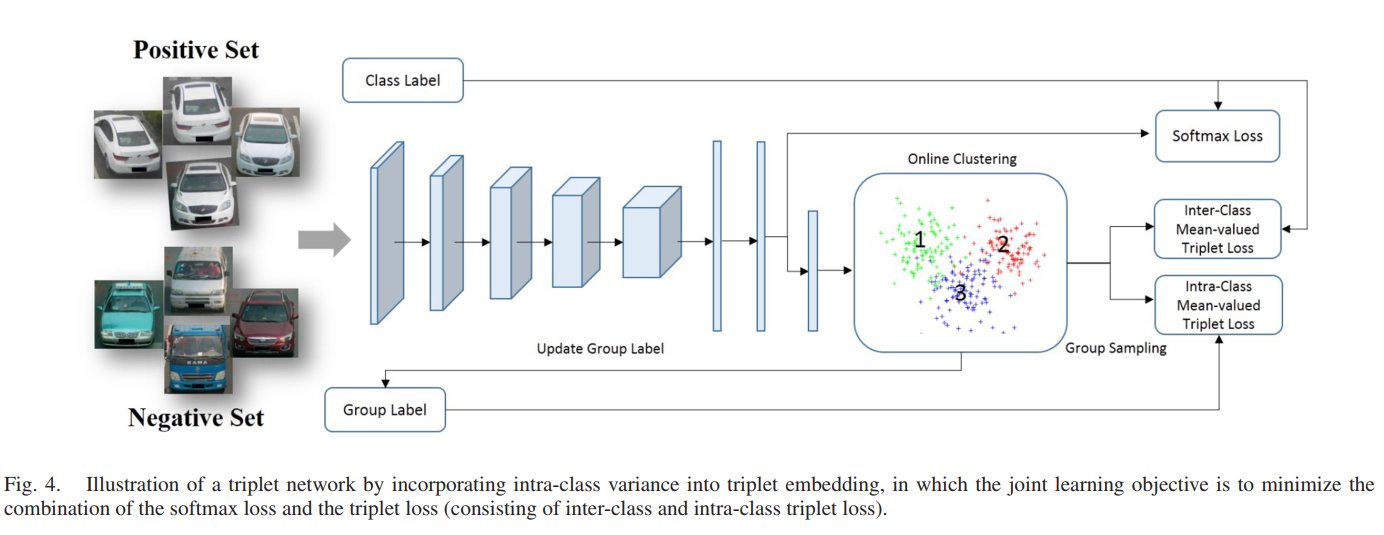 Positive Set
Class Label
Softmax Loss
Online Clustering
Inter-Class
Mean-valued
Triplet Loss
1
2
3
Intra-Class
Mean-valued
Triplet Loss
Update Group Label
Group Sampling
Group Label
Negative Set
Fig. 4. Illustration of a triplet network by incorporating intra-class variance into triplet embedding, in which the joint learning objective is to minimize the
combination of the softmax loss and the triplet loss (consisting of inter-class and intra-class triplet loss).